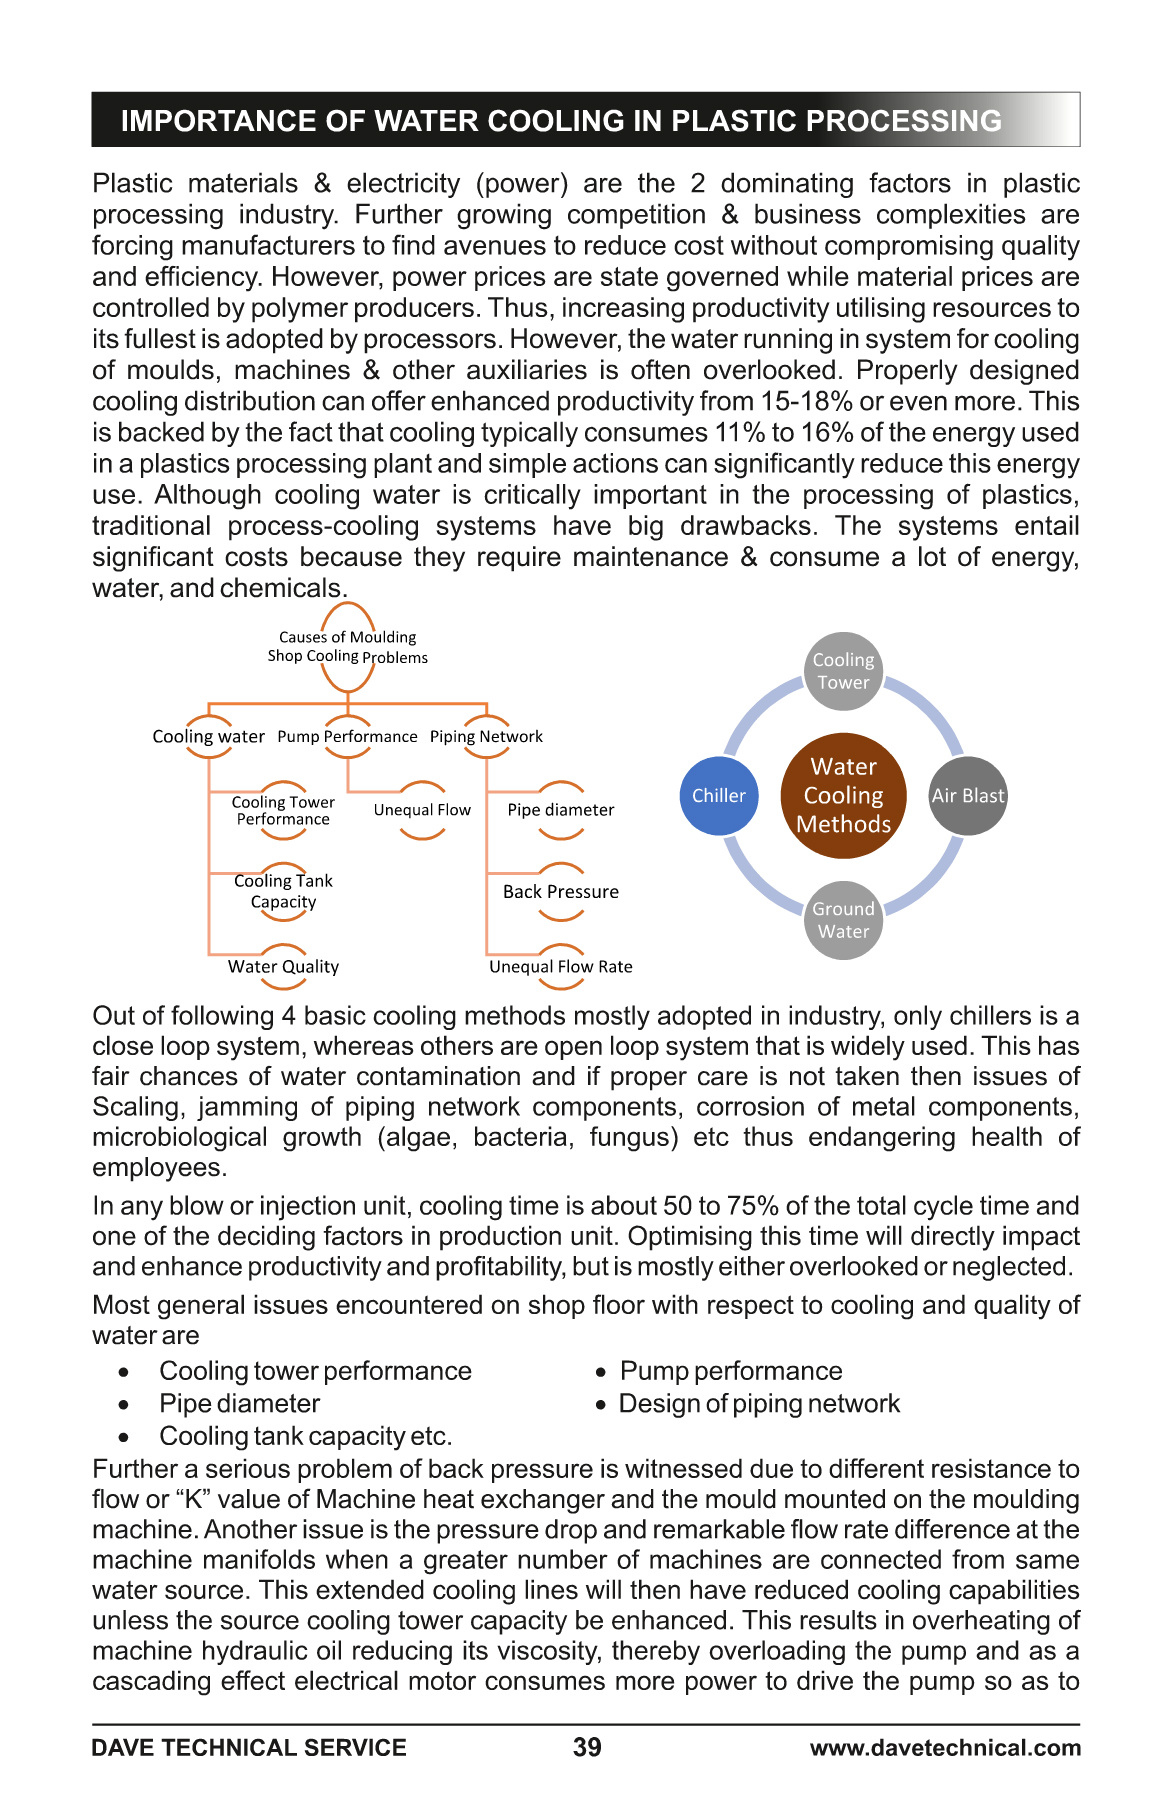 IMPORTANCE OF WATER COOLING IN PLASTIC PROCESSING
Plastic materials & electricity (power) are the 2 dominating factors in plastic
processing industry. Further growing competition & business complexities are
forcing manufacturers to find avenues to reduce cost without compromising quality
and efficiency. However, power prices are state governed while material prices are
controlled by polymer producers. Thus, increasing productivity utilising resources to
its fullest is adopted by processors. However, the water running in system for cooling
of moulds, machines & other auxiliaries is often overlooked. Properly designed
cooling distribution can offer enhanced productivity from 15-18% or even more. This
is backed by the fact that cooling typically consumes 11% to 16% of the energy used
in a plastics processing plant and simple actions can significantly reduce this energy
use. Although cooling water is critically important in the processing of plastics,
traditional process-cooling systems have big drawbacks. The systems entail
significant costs because they require maintenance & consume a lot of energy,
water, and chemicals.
Causes of Moulding
Shop Cooling Problems
Cooling water
Pump Performance
Piping Network
Cooling Tower
Performance
Unequal Flow
Pipe diameter
Cooling Tank
Capacity
Back Pressure
Water Quality
Unequal Flow Rate
Cooling
Tower
Chiller
Water
Cooling
Methods
Air Blast
Ground
Water
Out of following 4 basic cooling methods mostly adopted in industry, only chillers is a
close loop system, whereas others are open loop system that is widely used. This has
fair chances of water contamination and if proper care is not taken then issues of
Scaling, jamming of piping network components, corrosion of metal components,
microbiological growth (algae, bacteria, fungus) etc thus endangering health of
employees.
In any blow or injection unit, cooling time is about 50 to 75% of the total cycle time and
one of the deciding factors in production unit. Optimising this time will directly impact
and enhance productivity and profitability, but is mostly either overlooked or neglected.
Most general issues encountered on shop floor with respect to cooling and quality of
water are
• Cooling tower performance
• Pump performance
• Pipe diameter
• Design of piping network
• Cooling tank capacity etc.
Further a serious problem of back pressure is witnessed due to different resistance to
flow or “K” value of Machine heat exchanger and the mould mounted on the moulding
machine. Another issue is the pressure drop and remarkable flow rate difference at the
machine manifolds when a greater number of machines are connected from same
water source. This extended cooling lines will then have reduced cooling capabilities
unless the source cooling tower capacity be enhanced. This results in overheating of
machine hydraulic oil reducing its viscosity, thereby overloading the pump and as a
cascading effect electrical motor consumes more power to drive the pump so as to
DAVE TECHNICAL SERVICE
39
www.davetechnical.com